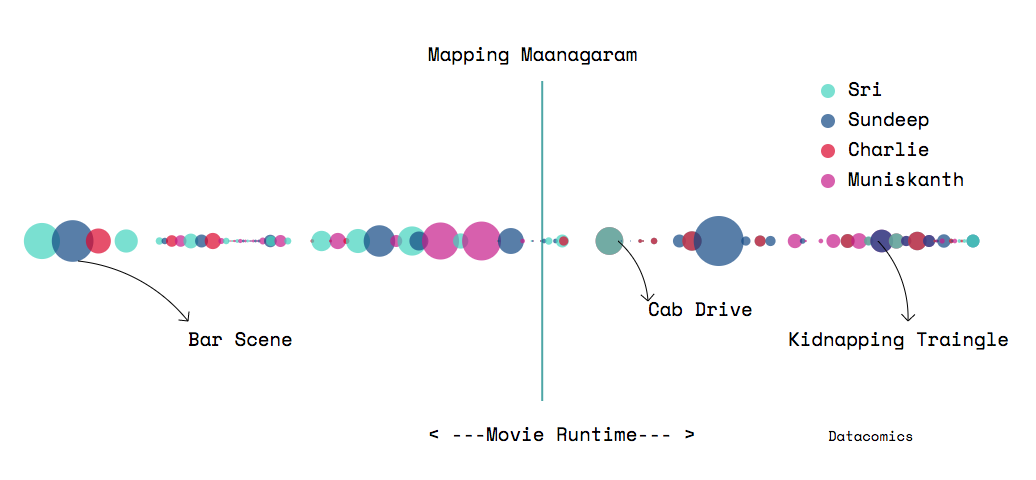 Mapping Maanagaram
Sri
Sundeep
Charlie
Muniskanth
Cab Drive
Bar Scene
Kidnapping Traingle
< ---Movie Runtime--- >
Datacomics